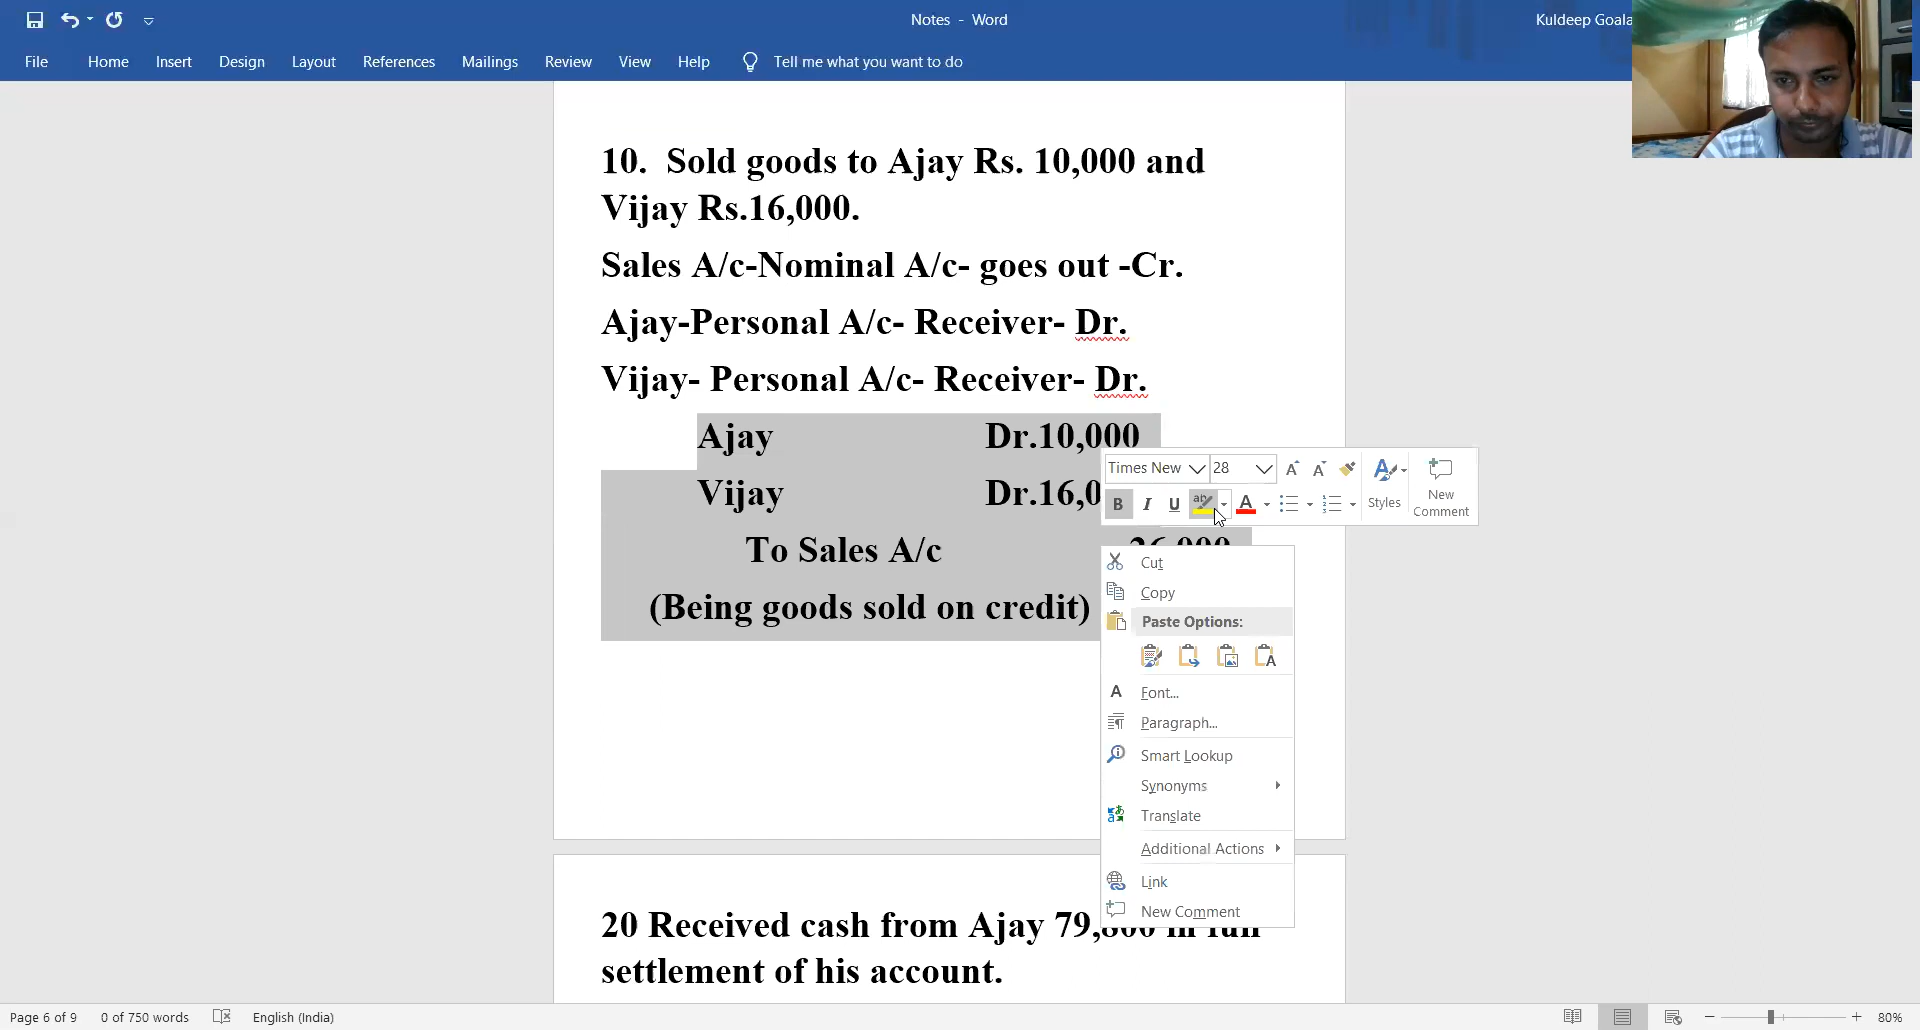 Notes - Word
Kuldeep Goala
File Home Insert Design Layout References Mailings Review View Help Tell me what you want to do
10. Sold goods to Ajay Rs. 10,000 and
Vijay Rs.16,000.
Sales A/c-Nominal A/c- goes out -Cr.
Ajay-Personal A/c- Receiver- Dr.
Vijay- Personal A/c- Receiver- Dr.
Ajay Dr.10,000
Vijay Dr.16,0
To Sales A/c 26,000
(Being goods sold on credit)
Times New 28
B I U A Styles New
Comment
Cut
Copy
Paste Options:
Font...
Paragraph...
Smart Lookup
Synonyms
Translate
Additional Actions
Link
New Comment
20 Received cash from Ajay 79,800 in full
settlement of his account.
Page 6 of 9 0 of 750 words English (India) 80%